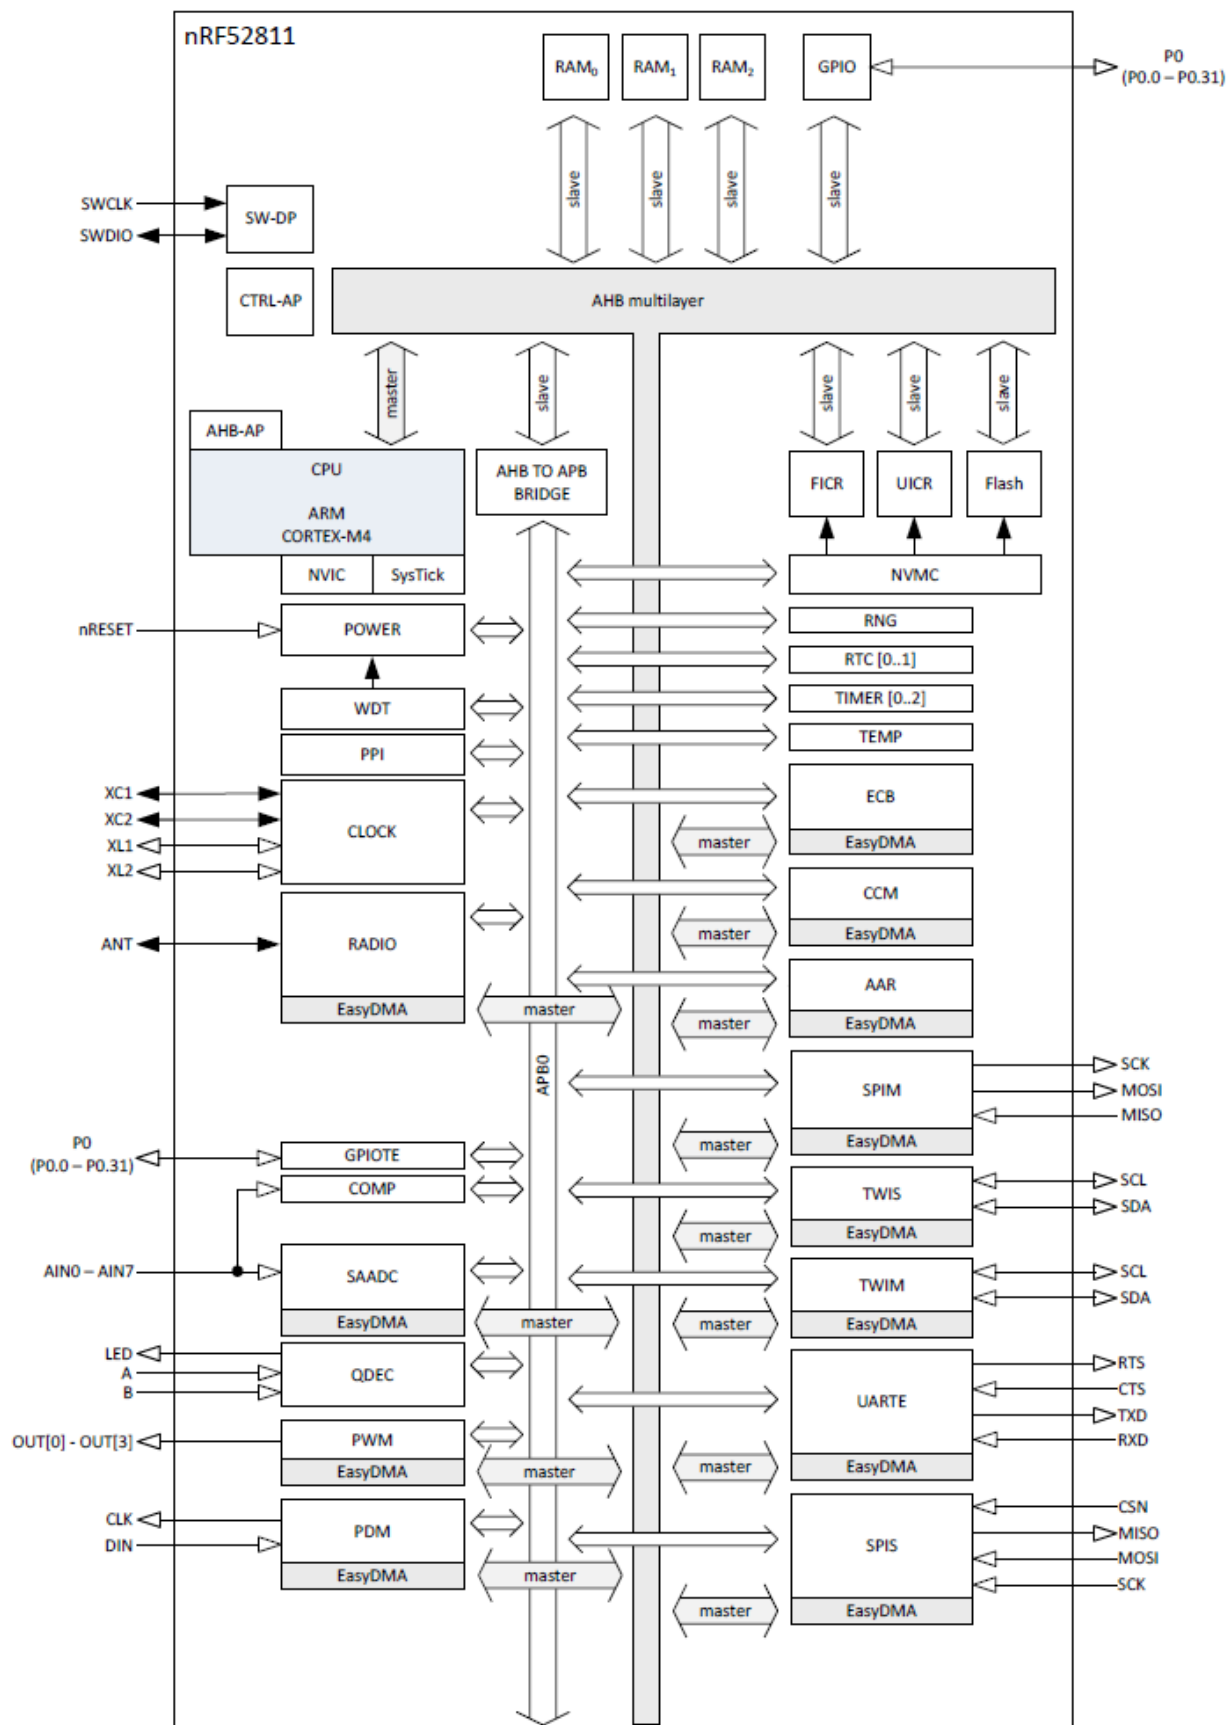 nRF52811
RAM0
RAM1
RAM2
GPIO
P0
(P0.0 – P0.31)
slave
slave
slave
slave
SWCLK
SWDIO
SW-DP
CTRL-AP
AHB multilayer
master
slave
slave
slave
slave
AHB-AP
CPU
ARM
CORTEX-M4
NVIC
SysTick
AHB TO APB
BRIDGE
FICR
UICR
Flash
NVMC
nRESET
POWER
RNG
RTC [0..1]
WDT
TIMER [0..2]
PPI
TEMP
XC1
XC2
XL1
XL2
CLOCK
ECB
master
EasyDMA
CCM
master
EasyDMA
ANT
RADIO
EasyDMA
master
AAR
master
EasyDMA
APB0
SPIM
master
EasyDMA
SCK
MOSI
MISO
P0
(P0.0 – P0.31)
GPIOTE
COMP
TWIS
master
EasyDMA
SCL
SDA
AIN0 – AIN7
SAADC
EasyDMA
master
TWIM
master
EasyDMA
SCL
SDA
LED
A
B
QDEC
UARTE
master
EasyDMA
RTS
CTS
TXD
RXD
OUT[0] - OUT[3]
PWM
EasyDMA
master
CLK
DIN
PDM
EasyDMA
master
SPIS
master
EasyDMA
CSN
MISO
MOSI
SCK